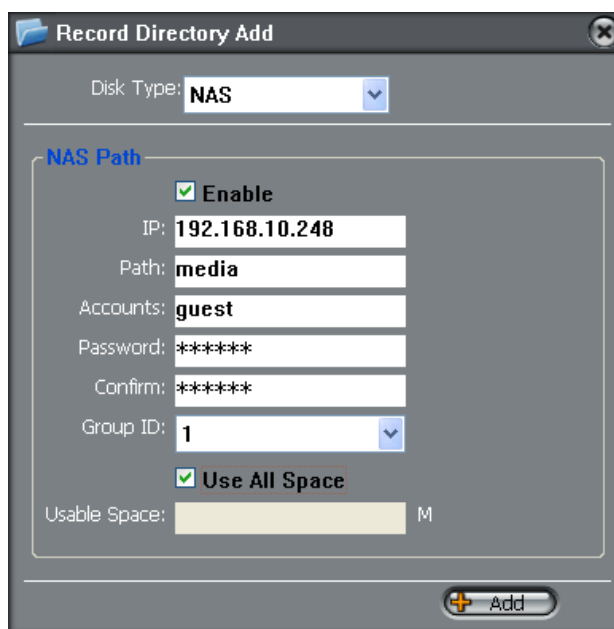 Record Directory Add
Disk Type: NAS
NAS Path
Enable
IP: 192.168.10.248
Path: media
Accounts: guest
Password: ******
Confirm: ******
Group ID: 1
Use All Space
Usable Space: M
Add